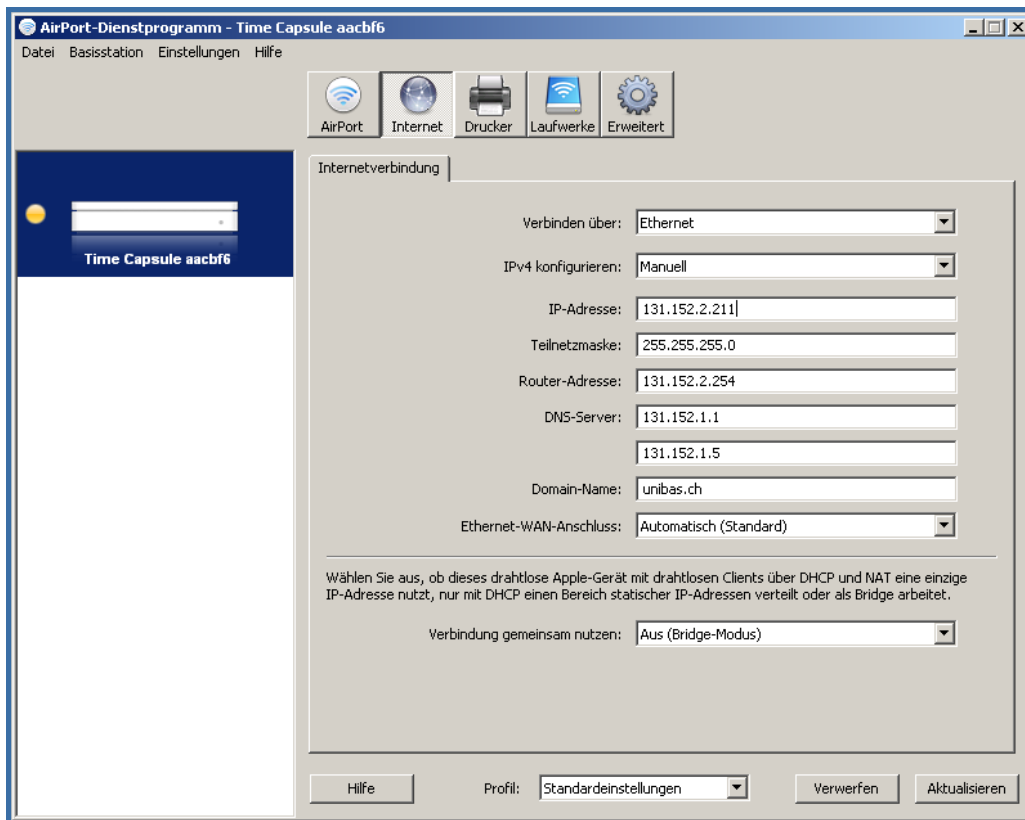 AirPort-Dienstprogramm - Time Capsule aacbf6
Datei Basisstation Einstellungen Hilfe
AirPort Internet Drucker Laufwerke Erweitert
Time Capsule aacbf6
Internetverbindung
Verbinden über: Ethernet
IPv4 konfigurieren: Manuell
IP-Adresse: 131.152.2.211
Teilnetzmaske: 255.255.255.0
Router-Adresse: 131.152.2.254
DNS-Server: 131.152.1.1
131.152.1.5
Domain-Name: unibas.ch
Ethernet-WAN-Anschluss: Automatisch (Standard)
Wählen Sie aus, ob dieses drahtlose Apple-Gerät mit drahtlosen Clients über DHCP und NAT eine einzige
IP-Adresse nutzt, nur mit DHCP einen Bereich statischer IP-Adressen verteilt oder als Bridge arbeitet.
Verbindung gemeinsam nutzen: Aus (Bridge-Modus)
Hilfe Profil: Standardeinstellungen Verwerfen Aktualisieren